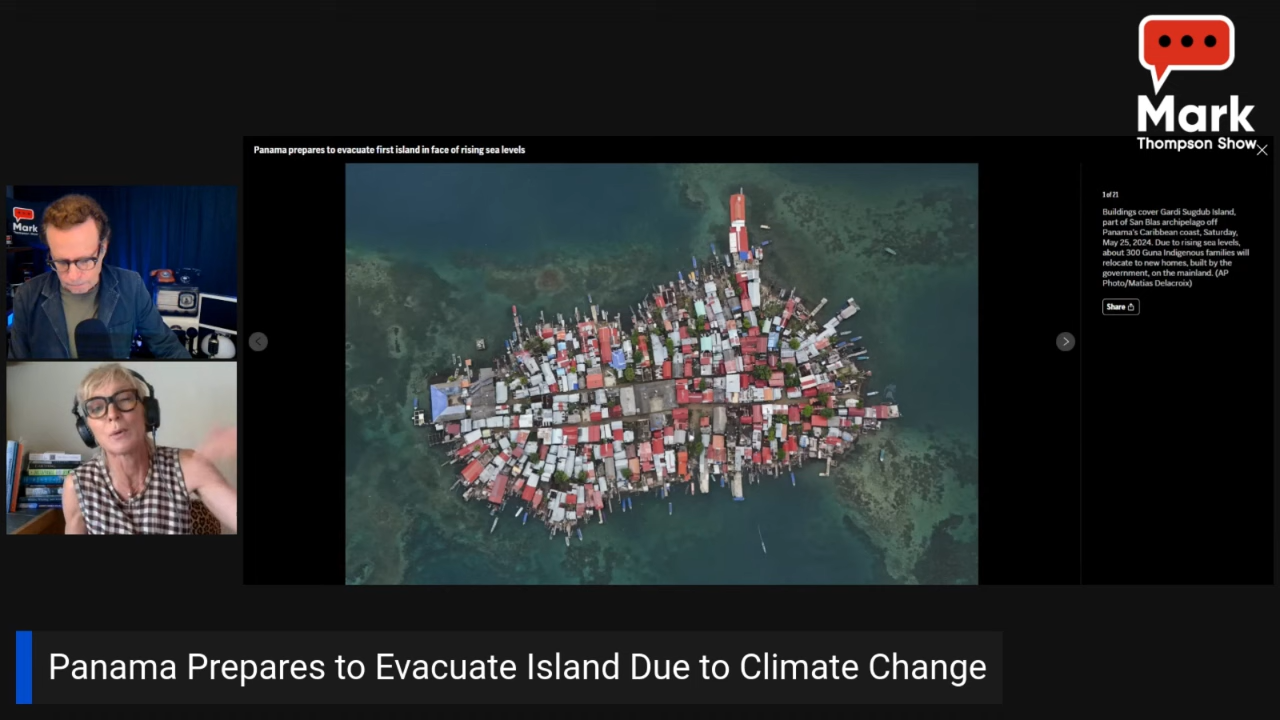 Mark
Thompson Show
Panama prepares to evacuate first island in face of rising sea levels
1 of 21
Buildings cover Gardi Sugdub Island,
part of San Blas archipelago off
Panama's Caribbean coast, Saturday,
May 25, 2024. Due to rising sea levels,
about 300 Guna Indigenous families will
relocate to new homes, built by the
government, on the mainland. (AP
Photo/Matias Delacroix)
Share
Mark
Panama Prepares to Evacuate Island Due to Climate Change